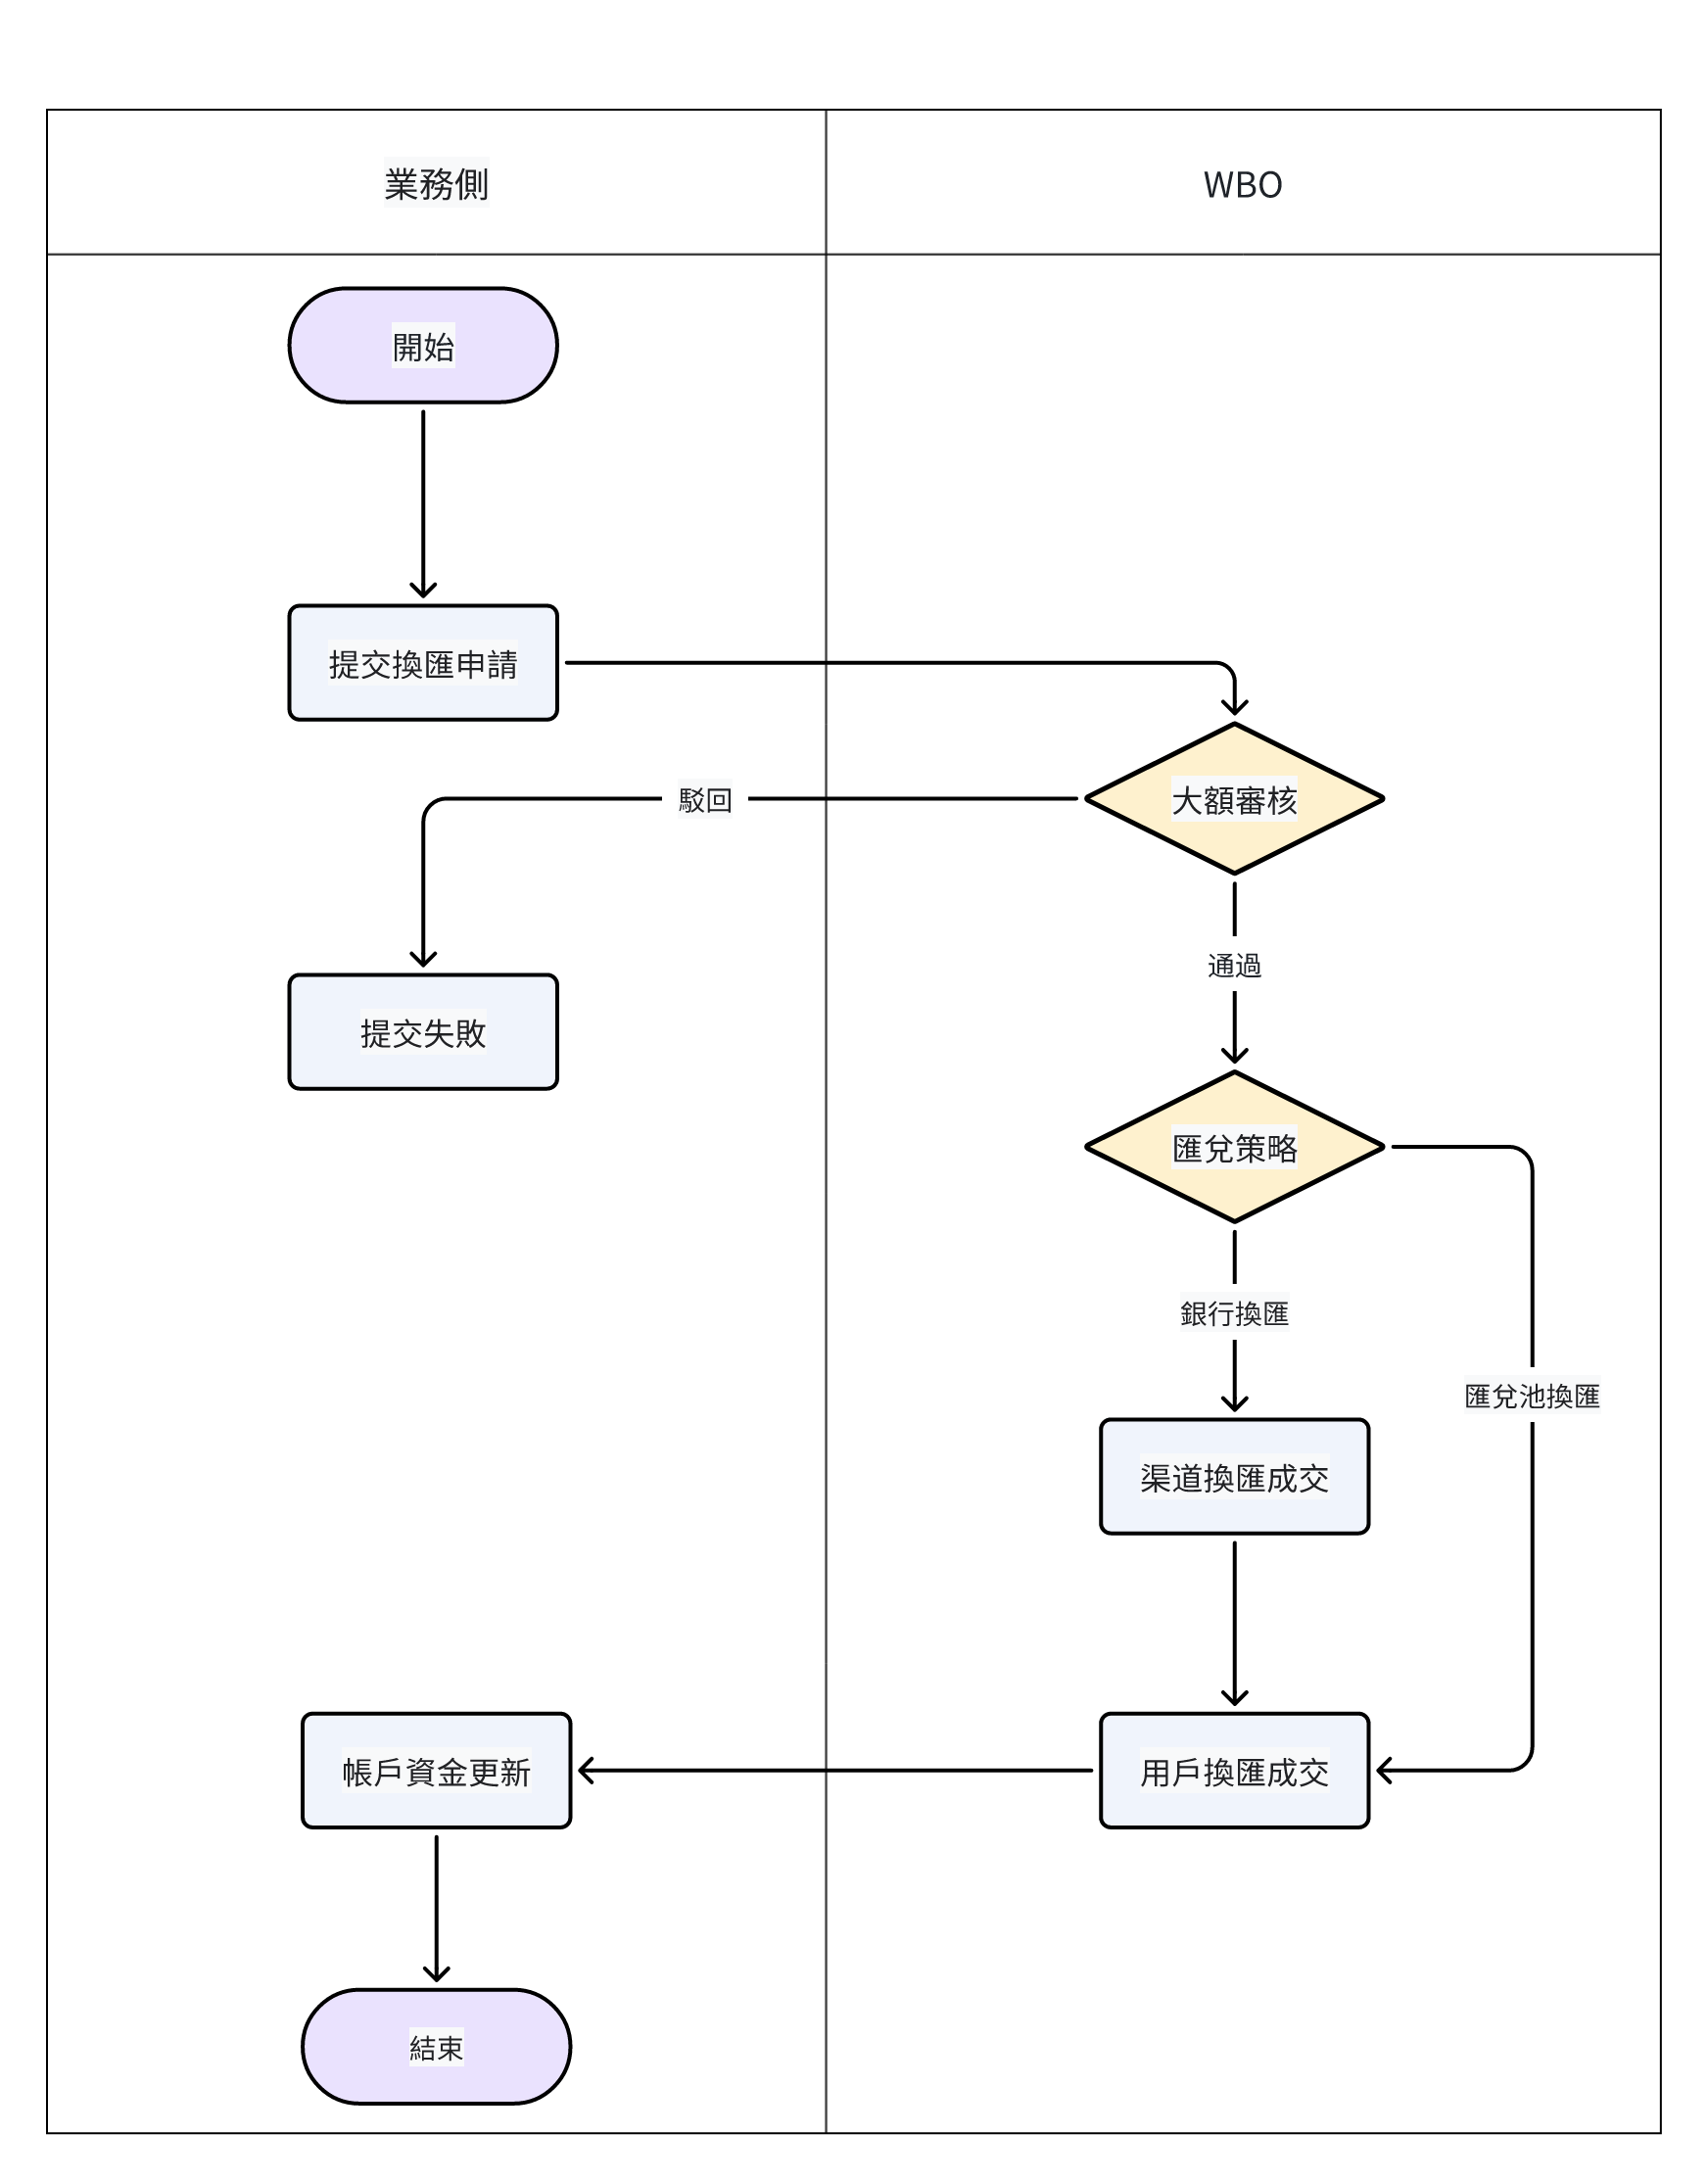 業務側
WBO
開始
提交換匯申請
大額審核
駁回
通過
提交失敗
匯兌策略
銀行換匯
匯兌池換匯
渠道換匯成交
帳戶資金更新
用戶換匯成交
結束